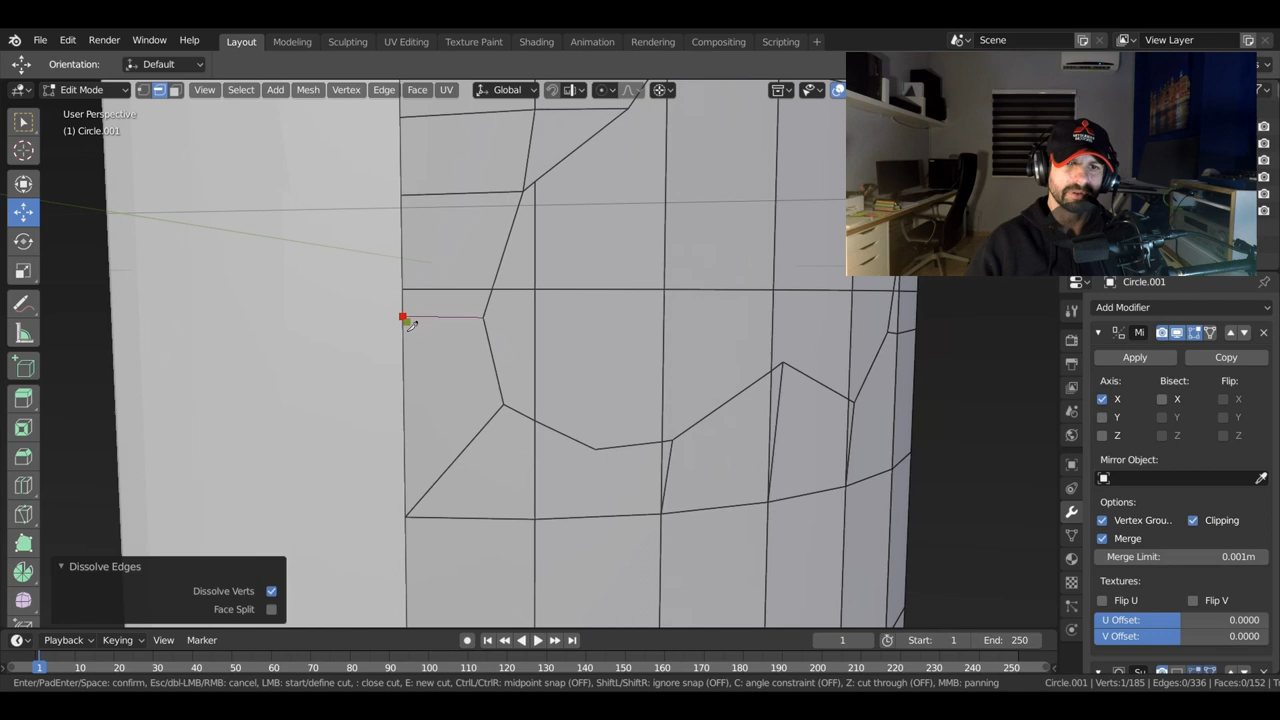 File Edit Render Window Help Layout Modeling Sculpting UV Editing Texture Paint Shading Animation Rendering Compositing Scripting + Scene View Layer
Orientation: Default
Edit Mode View Select Add Mesh Vertex Edge Face UV Global
User Perspective
(1) Circle.001
Circle.001
Add Modifier
Mi
Apply Copy
Axis: Bisect: Flip:
X X X
Y Y Y
Z Z Z
Mirror Object:
Options:
Vertex Grou.. Clipping
Merge
Merge Limit: 0.001m
Textures:
Flip U Flip V
U Offset: 0.0000
V Offset: 0.0000
Su
Dissolve Edges
Dissolve Verts
Face Split
Playback Keying View Marker 1 Start: 1 End: 250
1 10 20 30 40 50 60 70 80 90 100 110 120 130 140 150 160 170 180 190 200 210 220 230 240 250
Enter/PadEnter/Space: confirm, Esc/dbl-LMB/RMB: cancel, LMB: start/define cut, : close cut, E: new cut, CtrlL/CtrlR: midpoint snap (OFF), ShiftL/ShiftR: ignore snap (OFF), C: angle constraint (OFF), Z: cut through (OFF), MMB: panning Circle.001 | Verts:1/185 | Edges:0/336 | Faces:0/152 |